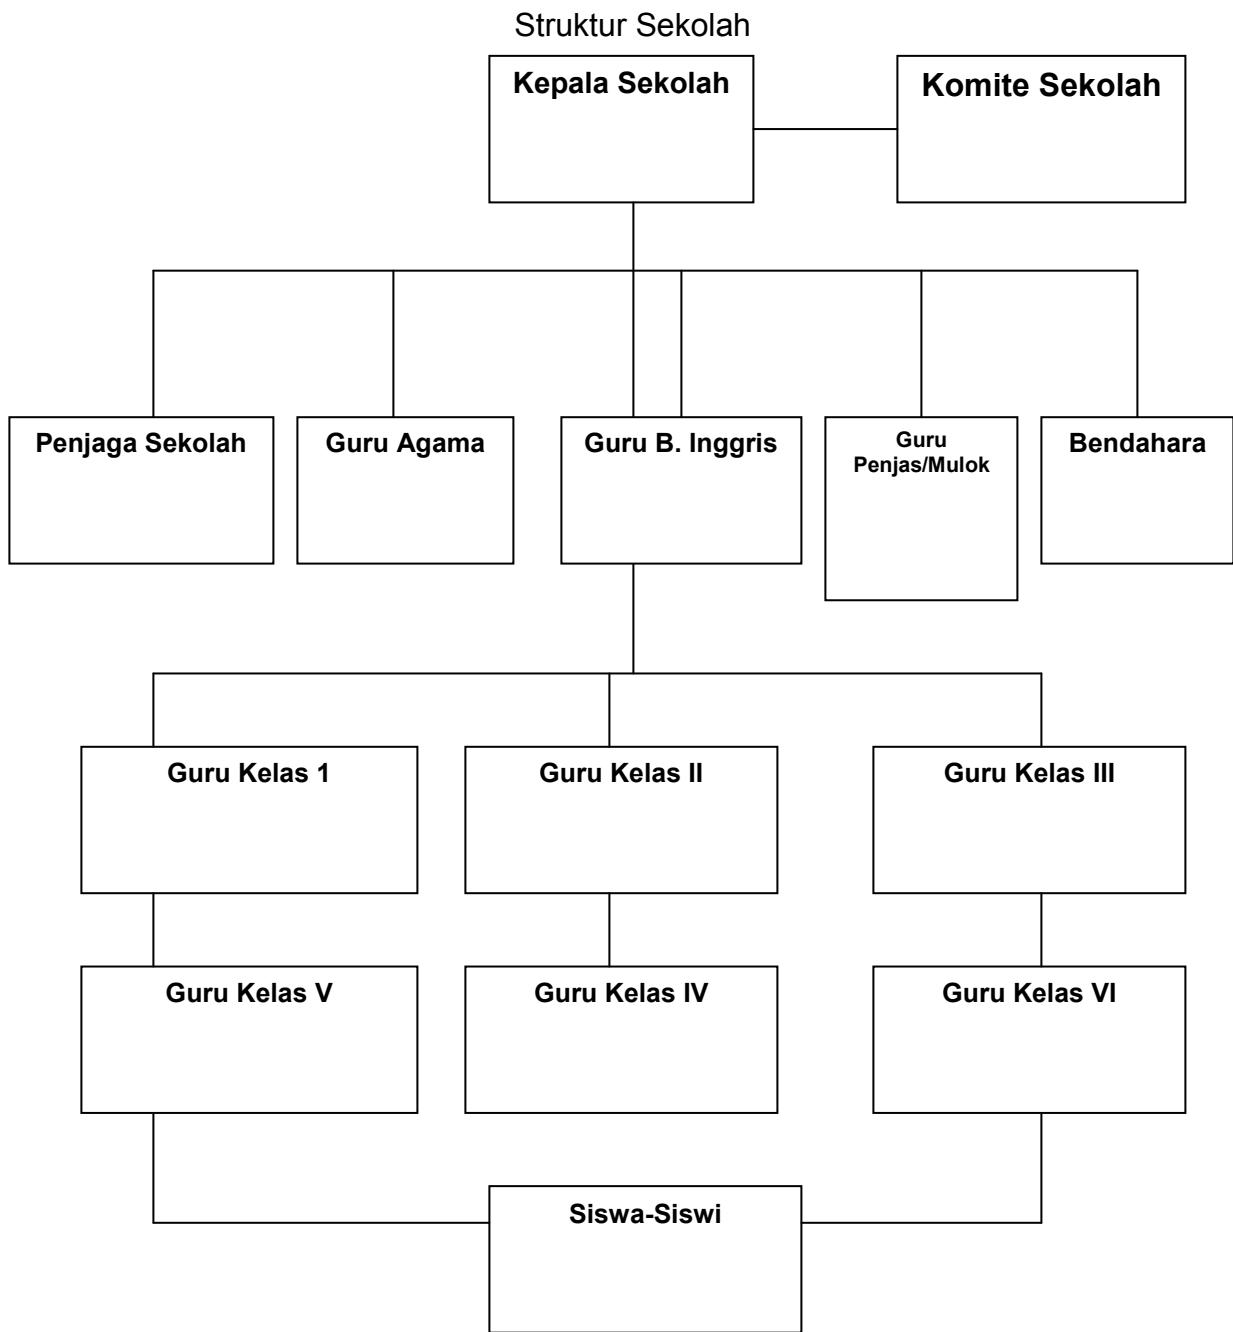 Struktur Sekolah
Kepala Sekolah
Komite Sekolah
Penjaga Sekolah
Guru Agama
Guru B. Inggris
Guru
Penjas/Mulok
Bendahara
Guru Kelas 1
Guru Kelas II
Guru Kelas III
Guru Kelas V
Guru Kelas IV
Guru Kelas VI
Siswa-Siswi